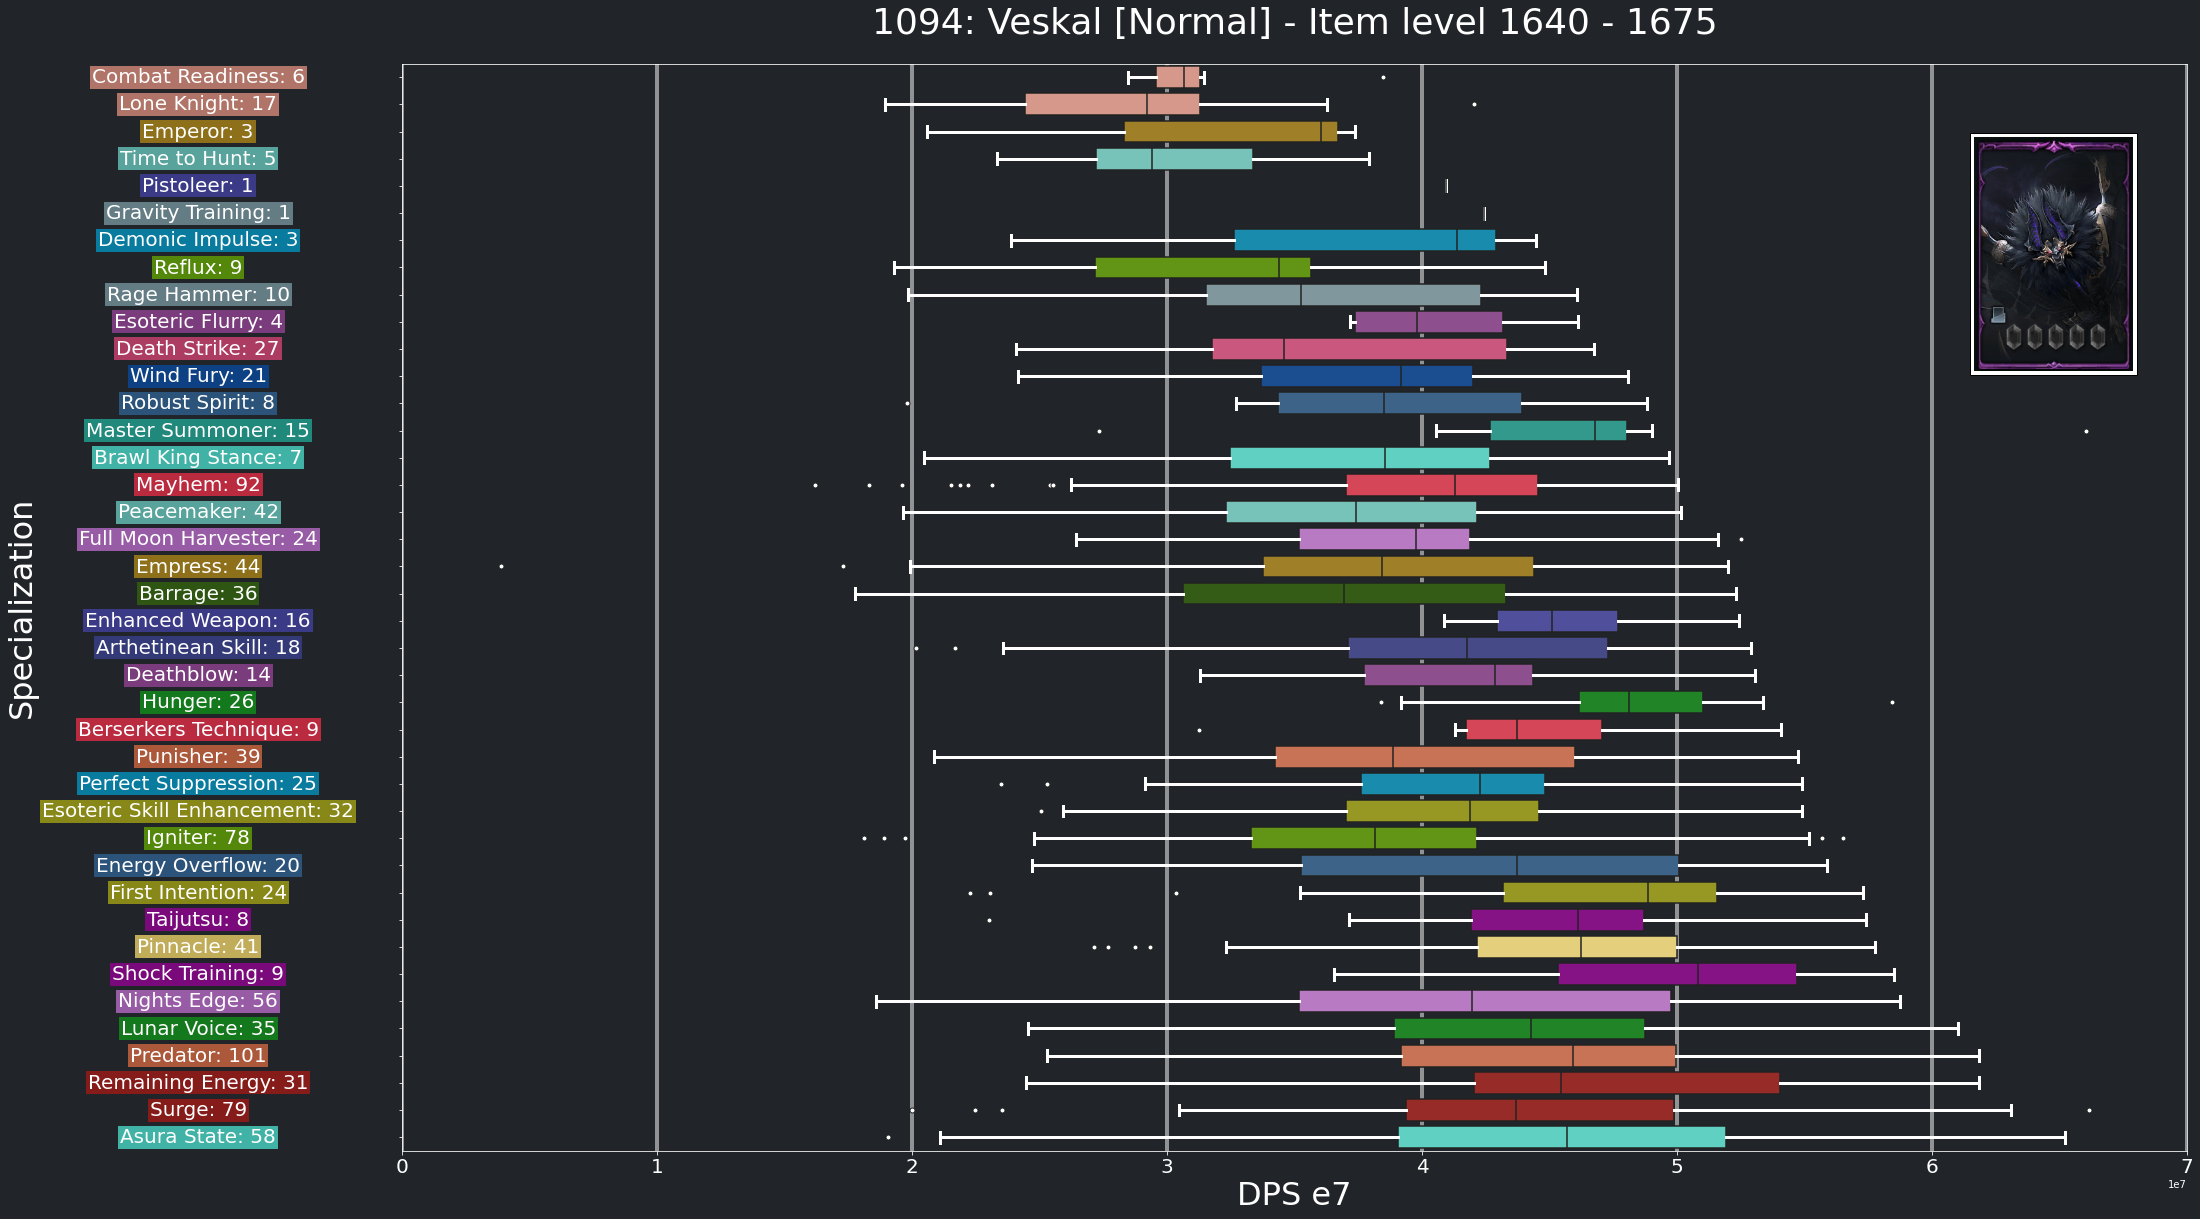 1094: Veskal [Normal] - Item level 1640 - 1675
Specialization
Combat Readiness: 6
Lone Knight: 17
Emperor: 3
Time to Hunt: 5
Pistoleer: 1
Gravity Training: 1
Demonic Impulse: 3
Reflux: 9
Rage Hammer: 10
Esoteric Flurry: 4
Death Strike: 27
Wind Fury: 21
Robust Spirit: 8
Master Summoner: 15
Brawl King Stance: 7
Mayhem: 92
Peacemaker: 42
Full Moon Harvester: 24
Empress: 44
Barrage: 36
Enhanced Weapon: 16
Arthetinean Skill: 18
Deathblow: 14
Hunger: 26
Berserkers Technique: 9
Punisher: 39
Perfect Suppression: 25
Esoteric Skill Enhancement: 32
Igniter: 78
Energy Overflow: 20
First Intention: 24
Taijutsu: 8
Pinnacle: 41
Shock Training: 9
Nights Edge: 56
Lunar Voice: 35
Predator: 101
Remaining Energy: 31
Surge: 79
Asura State: 58
0 1 2 3 4 5 6 7
DPS e7
1e7